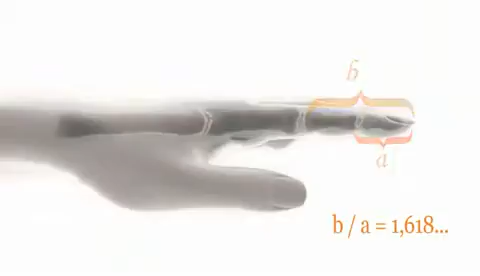 b
a
b / a = 1,618...